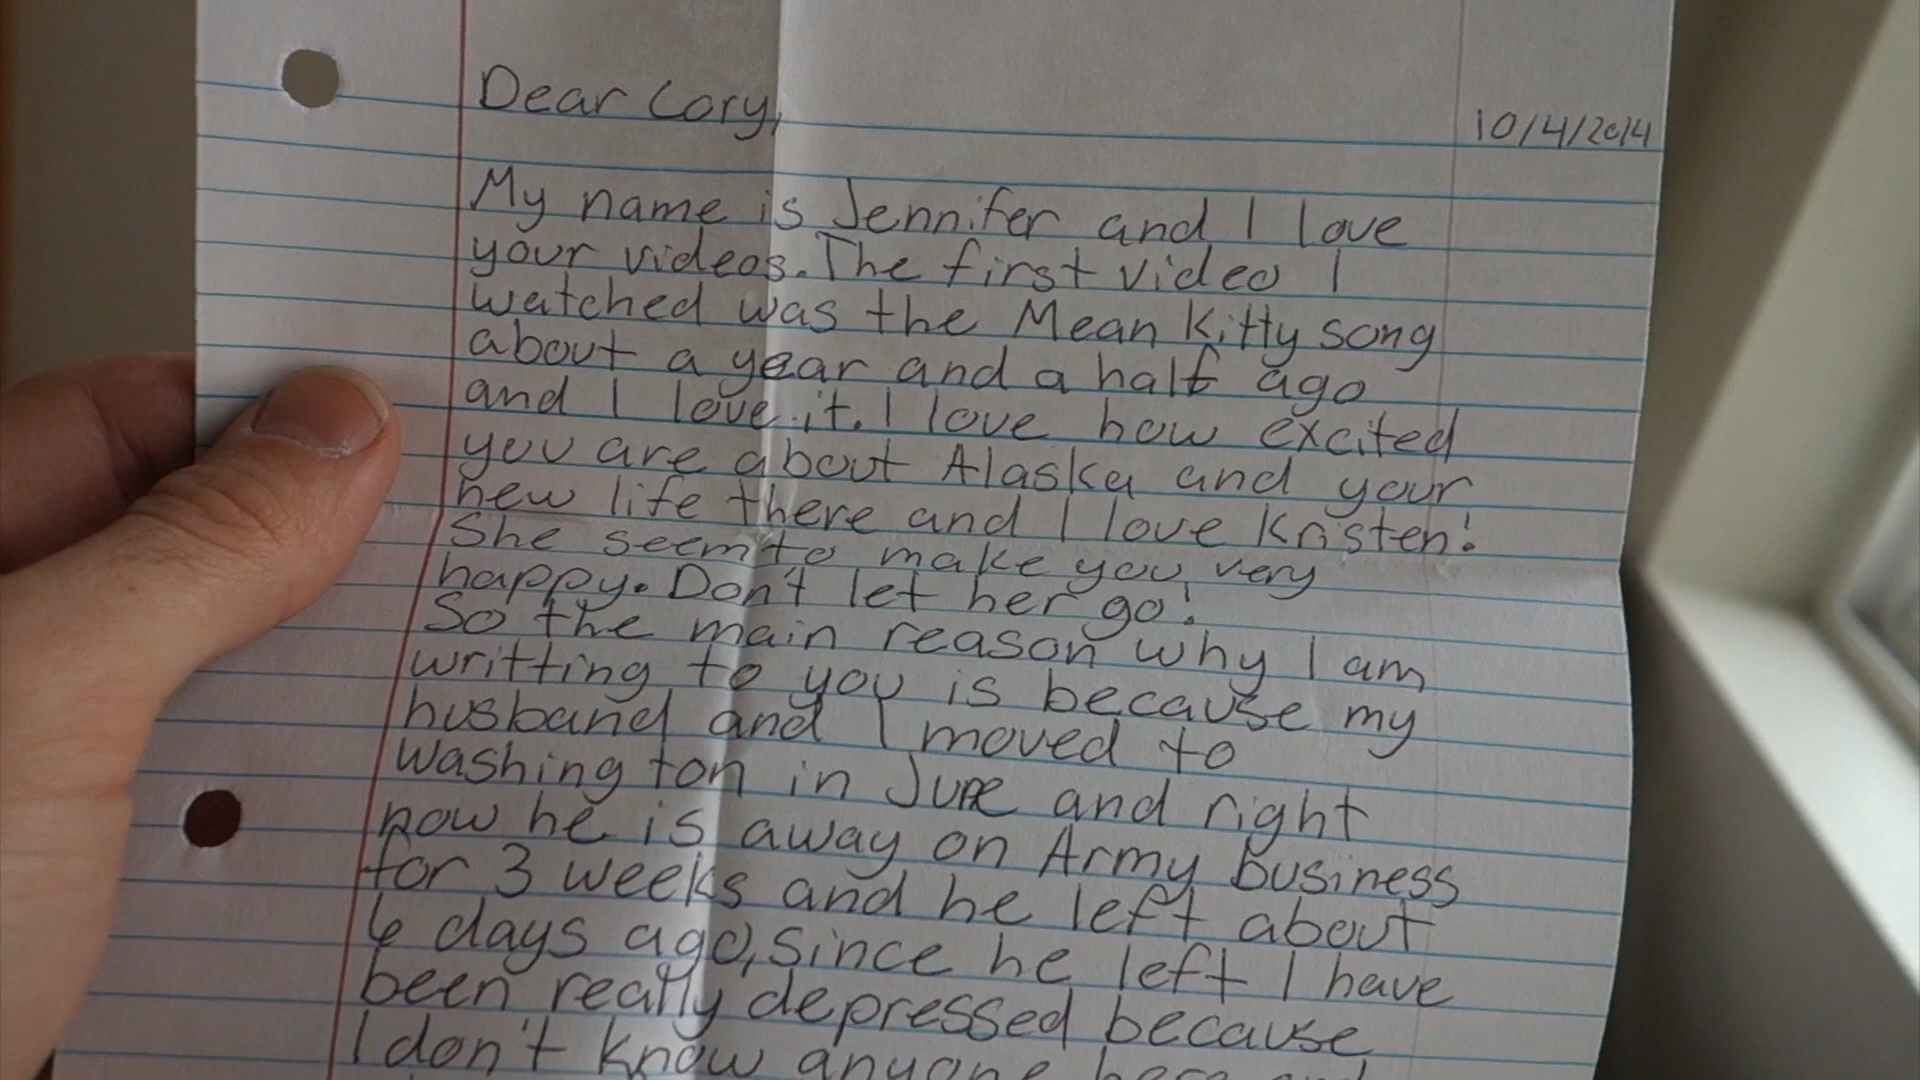 Dear Cory,
10/4/2014
My name is Jennifer and I love
your videos. The first video I
watched was the Mean Kitty song
about a year and a half ago
and I love it. I love how excited
you are about Alaska and your
new life there and I love Kristen!
She seem to make you very
happy. Don't let her go!
So the main reason why I am
writting to you is because my
husband and I moved to
Washington in June and right
now he is away on Army business
for 3 weeks and he left about
6 days ago, since he left I have
been really depressed because
I don't know anyone here and